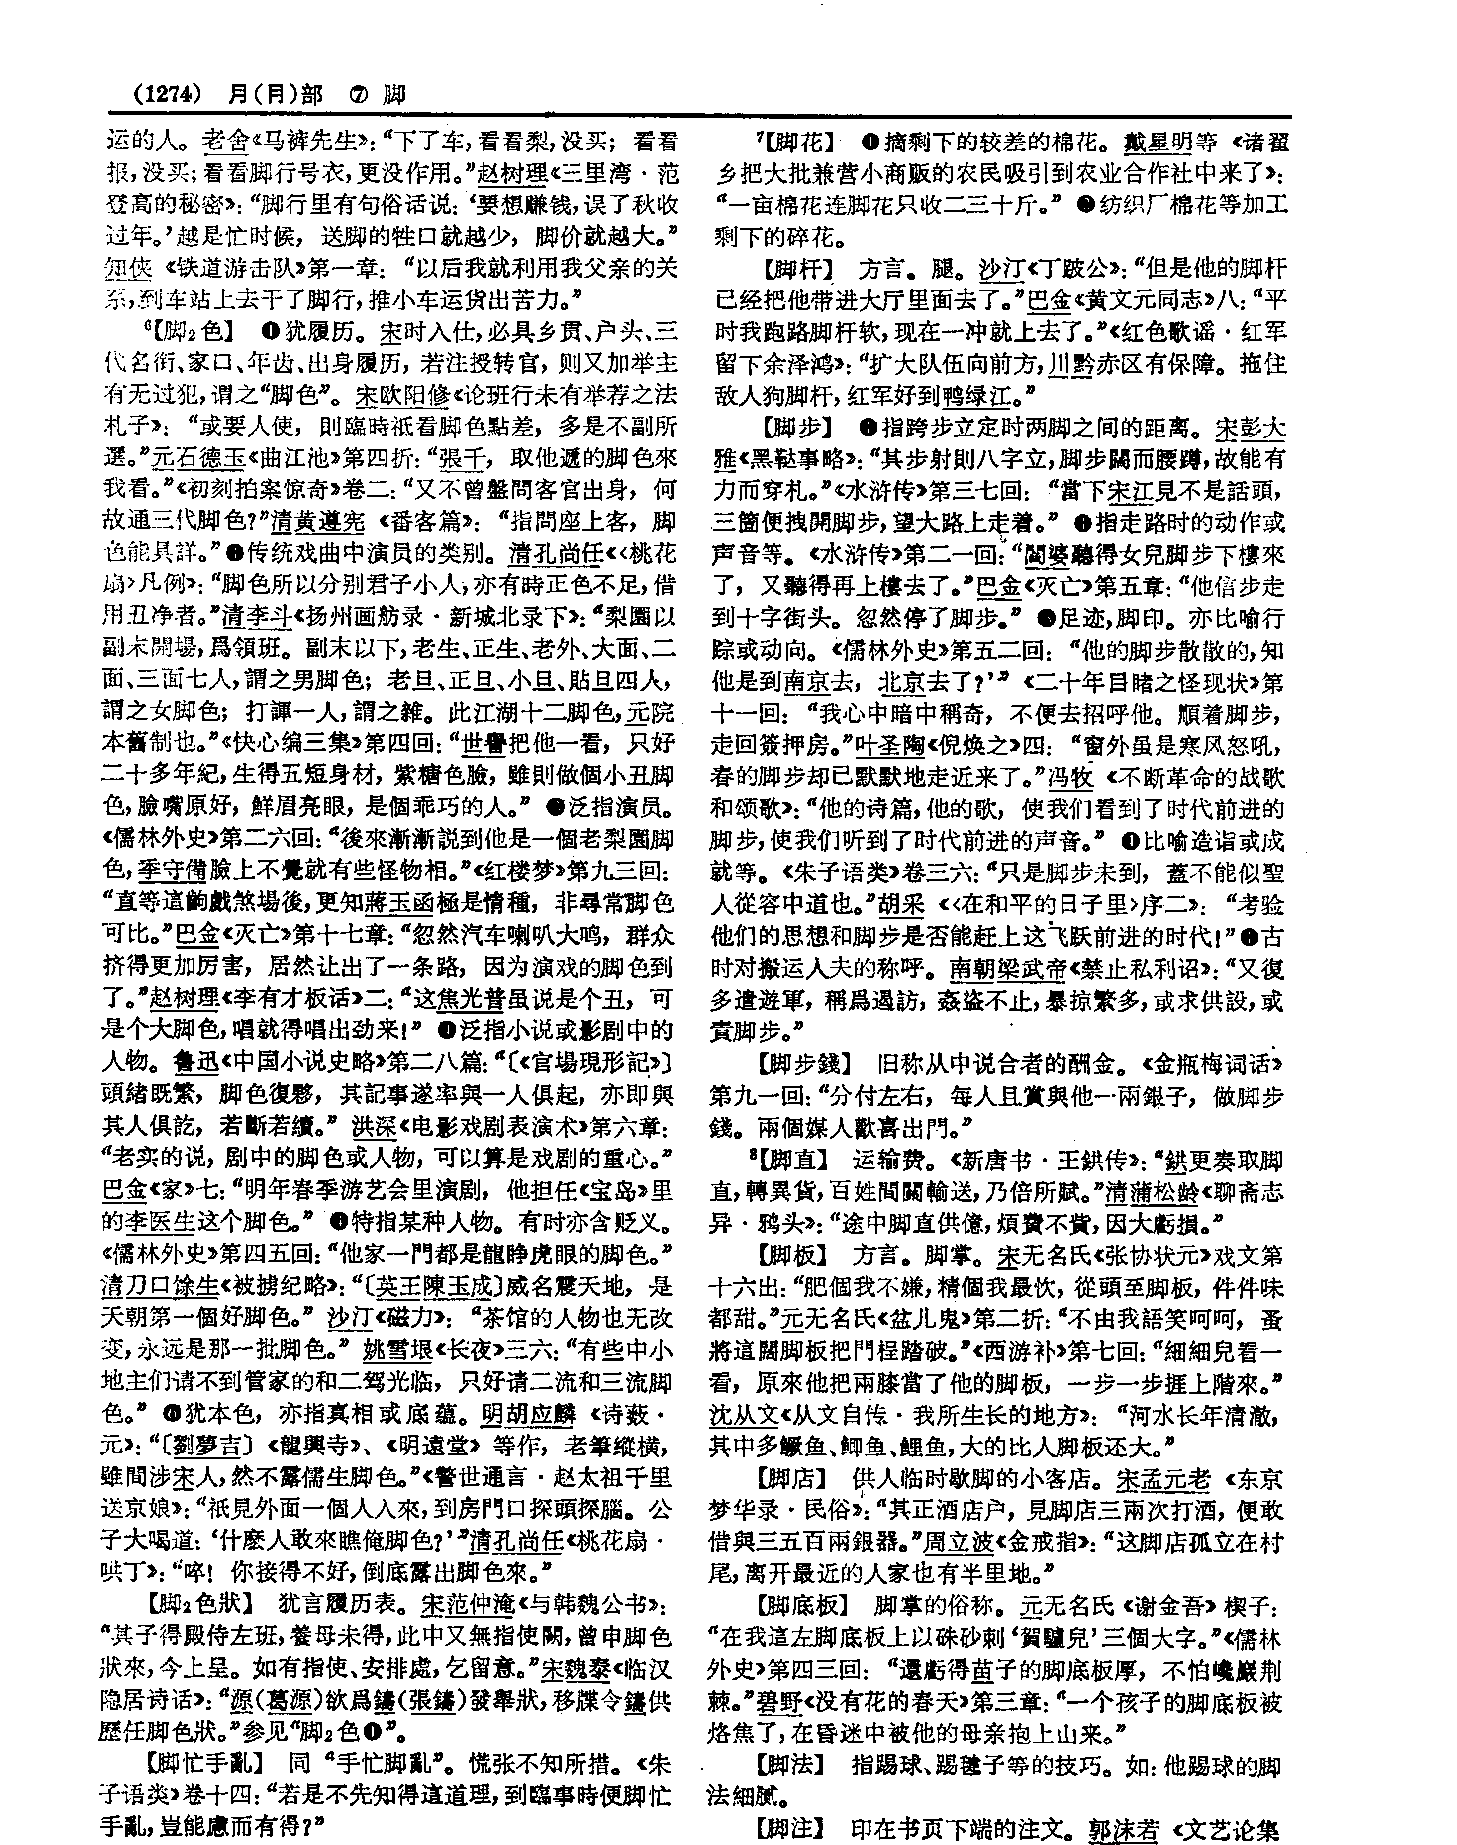 (1274) 月(⺼)部 ⑦ 脚
运的人。老舍《马裤先生》：“下了车，看看梨，没买；看看
报，没买；看看脚行号衣，更没作用。”赵树理《三里湾·范
登高的秘密》：“脚行里有句俗话说：‘要想赚钱，误了秋收
过年。’越是忙时候，送脚的牲口就越少，脚价就越大。”
知侠《铁道游击队》第一章：“以后我就利用我父亲的关
系，到车站上去干了脚行，推小车运货出苦力。”
⁶【脚₂色】 ❶犹履历。宋时入仕，必具乡贯、户头、三
代名衔、家口、年齿、出身履历，若注授转官，则又加举主
有无过犯，谓之“脚色”。宋欧阳修《论班行未有举荐之法
札子》：“或要人使，則臨時祇看脚色點差，多是不副所
選。”元石德玉《曲江池》第四折：“張千，取他遞的脚色來
我看。”《初刻拍案惊奇》卷二：“又不曾盤問客官出身，何
故通三代脚色？”清黄遵宪《番客篇》：“指問座上客，脚
色能具詳。”❷传统戏曲中演员的类别。清孔尚任《〈桃花
扇〉凡例》：“脚色所以分别君子小人，亦有時正色不足，借
用丑净者。”清李斗《扬州画舫录·新城北录下》：“梨園以
副末開場，爲領班。副末以下，老生、正生、老外、大面、二
面、三面七人，謂之男脚色；老旦、正旦、小旦、貼旦四人，
謂之女脚色；打諢一人，謂之雜。此江湖十二脚色，元院
本舊制也。”《快心编三集》第四回：“世譽把他一看，只好
二十多年紀，生得五短身材，紫糖色臉，雖則做個小丑脚
色，臉嘴原好，鮮眉亮眼，是個乖巧的人。” ❸泛指演员。
《儒林外史》第二六回：“後來漸漸說到他是一個老梨園脚
色，季守備臉上不覺就有些怪物相。”《红楼梦》第九三回：
“直等這齣戲煞場後，更知蔣玉函極是情種，非尋常脚色
可比。”巴金《灭亡》第十七章：“忽然汽车喇叭大鸣，群众
挤得更加厉害，居然让出了一条路，因为演戏的脚色到
了。”赵树理《李有才板话》二：“这焦光普虽说是个丑，可
是个大脚色，唱就得唱出劲来！” ❹泛指小说或影剧中的
人物。鲁迅《中国小说史略》第二八篇：“〔《官場現形記》〕
頭緒既繁，脚色復夥，其記事遂率與一人俱起，亦即與
其人俱訖，若斷若續。” 洪深《电影戏剧表演术》第六章：
“老实的说，剧中的脚色或人物，可以算是戏剧的重心。”
巴金《家》七：“明年春季游艺会里演剧，他担任《宝岛》里
的李医生这个脚色。” ❺特指某种人物。有时亦含贬义。
《儒林外史》第四五回：“他家一門都是龍睁虎眼的脚色。”
清刀口馀生《被掳纪略》：“〔英王陳玉成〕威名震天地，是
天朝第一個好脚色。” 沙汀《磁力》：“茶馆的人物也无改
变，永远是那一批脚色。” 姚雪垠《长夜》三六：“有些中小
地主们请不到管家的和二驾光临，只好请二流和三流脚
色。” ❻犹本色，亦指真相或底蕴。明胡应麟《诗薮·
元》：“〔劉夢吉〕《龍興寺》、《明遠堂》等作，老筆縱橫，
雖間涉宋人，然不露儒生脚色。”《警世通言·赵太祖千里
送京娘》：“祇見外面一個人入來，到房門口探頭探腦。公
子大喝道：‘什麽人敢來瞧俺脚色？’”清孔尚任《桃花扇·
哄丁》：“啐！你接得不好，倒底露出脚色來。”
【脚₂色狀】 犹言履历表。宋范仲淹《与韩魏公书》：
“其子得殿侍左班，養母未得，此中又無指使闕，曾申脚色
狀來，今上呈。如有指使、安排處，乞留意。”宋魏泰《临汉
隐居诗话》：“源（葛源）欲爲鑄（張鑄）發舉狀，移牒令鑄供
歷任脚色狀。”参见“脚₂色❶”。
【脚忙手亂】 同“手忙脚亂”。慌张不知所措。《朱
子语类》卷十四：“若是不先知得這道理，到臨事時便脚忙
手亂，豈能慮而有得？”
⁷【脚花】 ❶摘剩下的较差的棉花。戴星明等《诸翟
乡把大批兼营小商贩的农民吸引到农业合作社中来了》：
“一亩棉花连脚花只收二三十斤。” ❷纺织厂棉花等加工
剩下的碎花。
【脚杆】 方言。腿。沙汀《丁跛公》：“但是他的脚杆
已经把他带进大厅里面去了。”巴金《黄文元同志》八：“平
时我跑路脚杆软，现在一冲就上去了。”《红色歌谣·红军
留下余泽鸿》：“扩大队伍向前方，川黔赤区有保障。拖住
敌人狗脚杆，红军好到鸭绿江。”
【脚步】 ❶指跨步立定时两脚之间的距离。宋彭大
雅《黑鞑事略》：“其步射則八字立，脚步闊而腰蹲，故能有
力而穿札。”《水浒传》第三七回：“當下宋江見不是話頭，
三箇便拽開脚步，望大路上走着。” ❷指走路时的动作或
声音等。《水浒传》第二一回：“閻婆聽得女兒脚步下樓來
了，又聽得再上樓去了。”巴金《灭亡》第五章：“他信步走
到十字街头。忽然停了脚步。” ❸足迹，脚印。亦比喻行
踪或动向。《儒林外史》第五二回：“他的脚步散散的，知
他是到南京去，北京去了？’”《二十年目睹之怪现状》第
十一回：“我心中暗中稱奇，不便去招呼他。順着脚步，
走回簽押房。”叶圣陶《倪焕之》四：“窗外虽是寒风怒吼，
春的脚步却已默默地走近来了。”冯牧《不断革命的战歌
和颂歌》：“他的诗篇，他的歌，使我们看到了时代前进的
脚步，使我们听到了时代前进的声音。” ❹比喻造诣或成
就等。《朱子语类》卷三六：“只是脚步未到，蓋不能似聖
人從容中道也。”胡采《〈在和平的日子里〉序二》：“考验
他们的思想和脚步是否能赶上这飞跃前进的时代！”❺古
时对搬运人夫的称呼。南朝梁武帝《禁止私利诏》：“又復
多遣遊軍，稱爲遏訪，姦盜不止，暴掠繁多，或求供設，或
責脚步。”
【脚步錢】 旧称从中说合者的酬金。《金瓶梅词话》
第九一回：“分付左右，每人且賞與他一兩銀子，做脚步
錢。兩個媒人歡喜出門。”
⁸【脚直】 运输费。《新唐书·王鉷传》：“鉷更奏取脚
直，轉異貨，百姓間關輸送，乃倍所賦。”清蒲松龄《聊斋志
异·鸦头》：“途中脚直供億，煩費不貲，因大虧損。”
【脚板】 方言。脚掌。宋无名氏《张协状元》戏文第
十六出：“肥個我不嫌，精個我最忺，從頭至脚板，件件味
都甜。”元无名氏《盆儿鬼》第二折：“不由我語笑呵呵，蚤
將這闊脚板把門桯踏破。”《西游补》第七回：“細細兒看一
看，原來他把兩膝當了他的脚板，一步一步捱上階來。”
沈从文《从文自传·我所生长的地方》：“河水长年清澈，
其中多鳜鱼、鲫鱼、鲤鱼，大的比人脚板还大。”
【脚店】 供人临时歇脚的小客店。宋孟元老《东京
梦华录·民俗》：“其正酒店户，見脚店三兩次打酒，便敢
借與三五百兩銀器。”周立波《金戒指》：“这脚店孤立在村
尾，离开最近的人家也有半里地。”
【脚底板】 脚掌的俗称。元无名氏《谢金吾》楔子：
“在我這左脚底板上以硃砂刺‘賀驢兒’三個大字。”《儒林
外史》第四三回：“還虧得苗子的脚底板厚，不怕巉巖荆
棘。”碧野《没有花的春天》第三章：“一个孩子的脚底板被
烙焦了，在昏迷中被他的母亲抱上山来。”
【脚法】 指踢球、踢毽子等的技巧。如：他踢球的脚
法細膩。
【脚注】 印在书页下端的注文。郭沫若《文艺论集